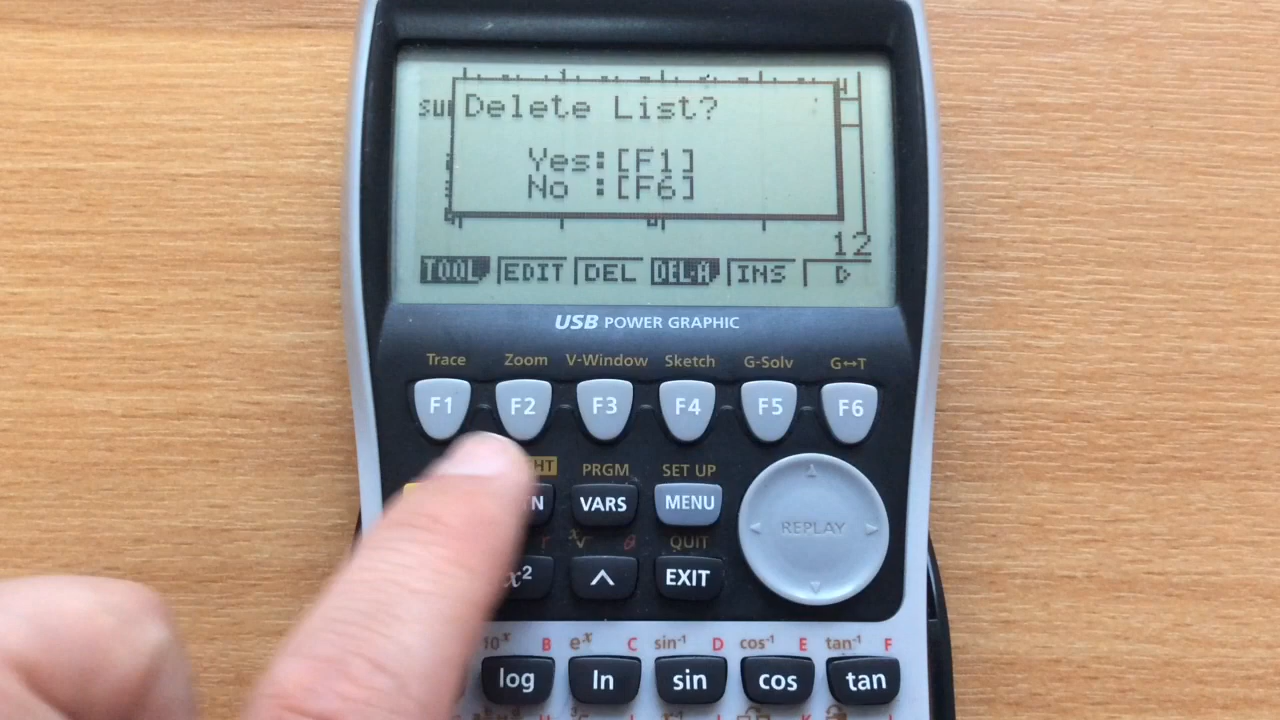 Delete List?
Yes:[F1]
No :[F6]
12
TOOL EDIT DEL DEL·A INS ▷
USB POWER GRAPHIC
Trace Zoom V-Window Sketch G-Solv G↔T
F1 F2 F3 F4 F5 F6
PRGM SET UP
VARS MENU
REPLAY
QUIT
x² ^ EXIT
10ˣ B eˣ C sin⁻¹ D cos⁻¹ E tan⁻¹ F
log ln sin cos tan